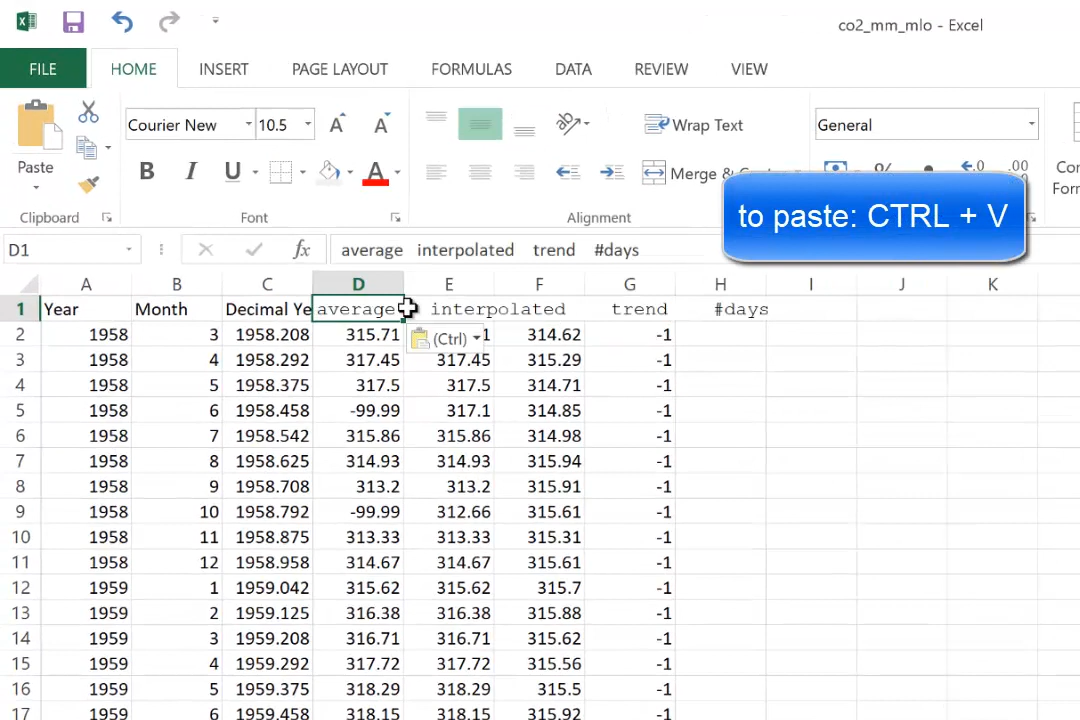 co2_mm_mlo - Excel
FILE HOME INSERT PAGE LAYOUT FORMULAS DATA REVIEW VIEW
Courier New 10.5 A A Wrap Text General
Paste B I U A Merge & % .0 .00
Clipboard Font Alignment
to paste: CTRL + V
D1 fx average interpolated trend #days
A B C D E F G H I J K
1 Year Month Decimal Ye average interpolated trend #days
2 1958 3 1958.208 315.71 (Ctrl) 1 314.62 -1
3 1958 4 1958.292 317.45 317.45 315.29 -1
4 1958 5 1958.375 317.5 317.5 314.71 -1
5 1958 6 1958.458 -99.99 317.1 314.85 -1
6 1958 7 1958.542 315.86 315.86 314.98 -1
7 1958 8 1958.625 314.93 314.93 315.94 -1
8 1958 9 1958.708 313.2 313.2 315.91 -1
9 1958 10 1958.792 -99.99 312.66 315.61 -1
10 1958 11 1958.875 313.33 313.33 315.31 -1
11 1958 12 1958.958 314.67 314.67 315.61 -1
12 1959 1 1959.042 315.62 315.62 315.7 -1
13 1959 2 1959.125 316.38 316.38 315.88 -1
14 1959 3 1959.208 316.71 316.71 315.62 -1
15 1959 4 1959.292 317.72 317.72 315.56 -1
16 1959 5 1959.375 318.29 318.29 315.5 -1
17 1959 6 1959.458 318.15 318.15 315.92 -1